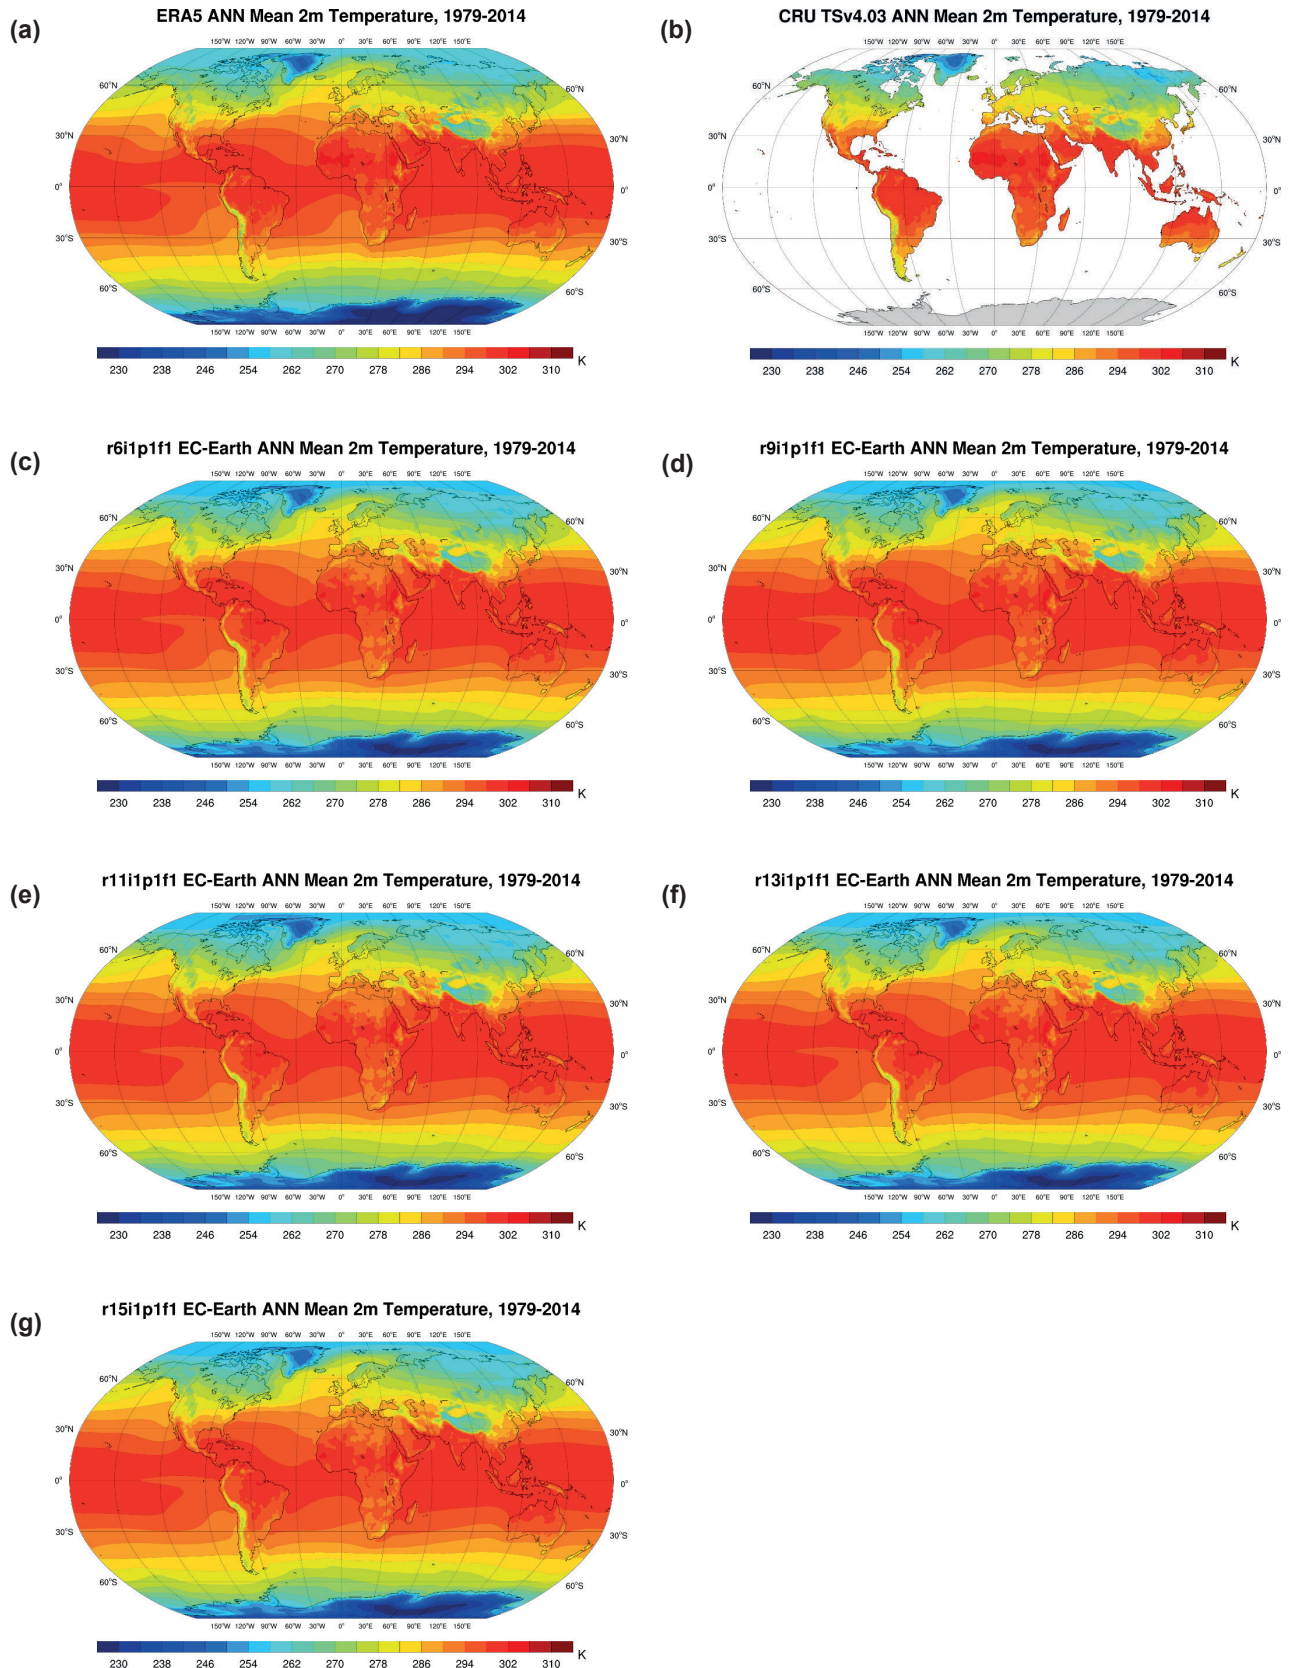 (a)
ERA5 ANN Mean 2m Temperature, 1979-2014
150°W 120°W 90°W 60°W 30°W 0° 30°E 60°E 90°E 120°E 150°E
60°N
30°N 30°N
0° 0°
30°S 30°S
60°S 60°S
150°W 120°W 90°W 60°W 30°W 0° 30°E 60°E 90°E 120°E 150°E
230 238 246 254 262 270 278 286 294 302 310 K
(b)
CRU TSv4.03 ANN Mean 2m Temperature, 1979-2014
150°W 120°W 90°W 60°W 30°W 0° 30°E 60°E 90°E 120°E 150°E
60°N 60°N
30°N 30°N
0° 0°
30°S 30°S
60°S 60°S
150°W 120°W 90°W 60°W 30°W 0° 30°E 60°E 90°E 120°E 150°E
230 238 246 254 262 270 278 286 294 302 310 K
(c)
r6i1p1f1 EC-Earth ANN Mean 2m Temperature, 1979-2014
150°W 120°W 90°W 60°W 30°W 0° 30°E 60°E 90°E 120°E 150°E
60°N 60°N
30°N 30°N
0° 0°
30°S 30°S
60°S 60°S
150°W 120°W 90°W 60°W 30°W 0° 30°E 60°E 90°E 120°E 150°E
230 238 246 254 262 270 278 286 294 302 310 K
(d)
r9i1p1f1 EC-Earth ANN Mean 2m Temperature, 1979-2014
150°W 120°W 90°W 60°W 30°W 0° 30°E 60°E 90°E 120°E 150°E
60°N 60°N
30°N 30°N
0° 0°
30°S 30°S
60°S 60°S
150°W 120°W 90°W 60°W 30°W 0° 30°E 60°E 90°E 120°E 150°E
230 238 246 254 262 270 278 286 294 302 310 K
(e)
r11i1p1f1 EC-Earth ANN Mean 2m Temperature, 1979-2014
150°W 120°W 90°W 60°W 30°W 0° 30°E 60°E 90°E 120°E 150°E
60°N 60°N
30°N 30°N
0° 0°
30°S 30°S
60°S 60°S
150°W 120°W 90°W 60°W 30°W 0° 30°E 60°E 90°E 120°E 150°E
230 238 246 254 262 270 278 286 294 302 310 K
(f)
r13i1p1f1 EC-Earth ANN Mean 2m Temperature, 1979-2014
150°W 120°W 90°W 60°W 30°W 0° 30°E 60°E 90°E 120°E 150°E
60°N 60°N
30°N 30°N
0° 0°
30°S 30°S
60°S 60°S
150°W 120°W 90°W 60°W 30°W 0° 30°E 60°E 90°E 120°E 150°E
230 238 246 254 262 270 278 286 294 302 310 K
(g)
r15i1p1f1 EC-Earth ANN Mean 2m Temperature, 1979-2014
150°W 120°W 90°W 60°W 30°W 0° 30°E 60°E 90°E 120°E 150°E
60°N 60°N
30°N 30°N
0° 0°
30°S 30°S
60°S 60°S
150°W 120°W 90°W 60°W 30°W 0° 30°E 60°E 90°E 120°E 150°E
230 238 246 254 262 270 278 286 294 302 310 K